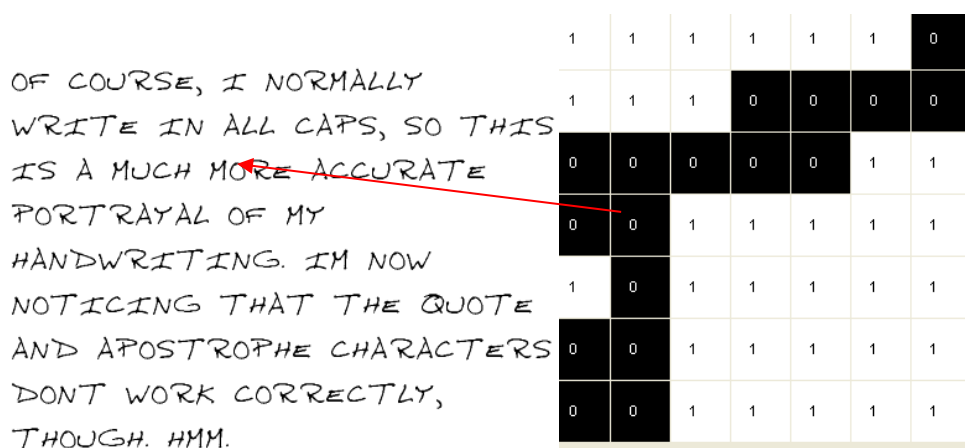 OF COURSE, I NORMALLY
WRITE IN ALL CAPS, SO THIS
IS A MUCH MORE ACCURATE
PORTRAYAL OF MY
HANDWRITING. IM NOW
NOTICING THAT THE QUOTE
AND APOSTROPHE CHARACTERS
DONT WORK CORRECTLY,
THOUGH. HMM.
1 1 1 1 1 1 0
1 1 1 0 0 0 0
0 0 0 0 0 1 1
0 0 1 1 1 1 1
1 0 1 1 1 1 1
0 0 1 1 1 1 1
0 0 1 1 1 1 1